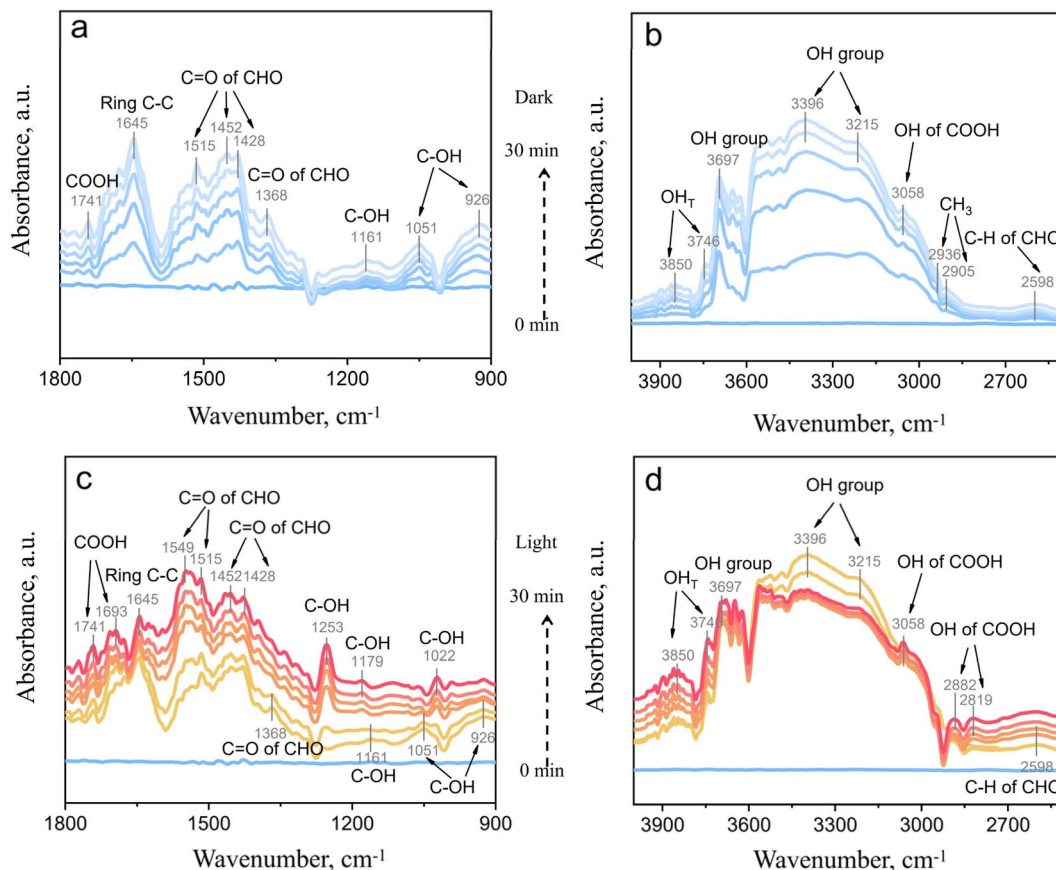 a
C=O of CHO
Ring C-C
1645
1515
1452
1428
COOH
1741
C=O of CHO
1368
C-OH
1161
C-OH
1051
926
Absorbance, a.u.
1800
1500
1200
900
Wavenumber, cm-1
Dark
30 min
0 min
b
OH group
3396
3215
OH group
3697
OH of COOH
3058
OHT
3850
3746
CH3
2936
2905
C-H of CHO
2598
Absorbance, a.u.
3900
3600
3300
3000
2700
Wavenumber, cm-1
c
C=O of CHO
1549
1515
C=O of CHO
1452
1428
COOH
1741
1693
Ring C-C
1645
C-OH
1253
C-OH
1179
C-OH
1022
1368
C=O of CHO
1161
C-OH
1051
926
C-OH
Absorbance, a.u.
1800
1500
1200
900
Wavenumber, cm-1
Light
30 min
0 min
d
OH group
3396
3215
OH group
3697
OH of COOH
3058
OHT
3850
3746
OH of COOH
2882
2819
2598
C-H of CHO
Absorbance, a.u.
3900
3600
3300
3000
2700
Wavenumber, cm-1